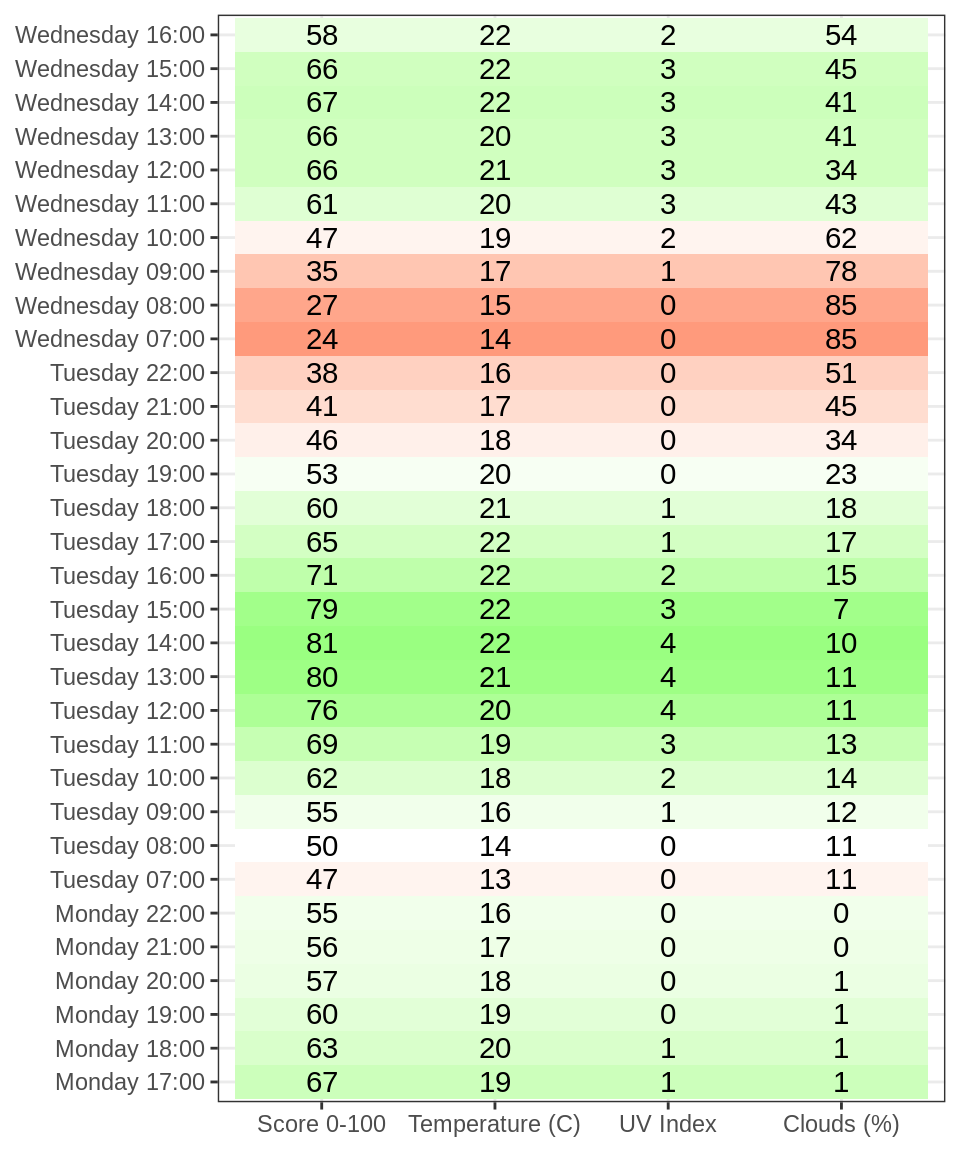 Wednesday 16:00 58 22 2 54
Wednesday 15:00 66 22 3 45
Wednesday 14:00 67 22 3 41
Wednesday 13:00 66 20 3 41
Wednesday 12:00 66 21 3 34
Wednesday 11:00 61 20 3 43
Wednesday 10:00 47 19 2 62
Wednesday 09:00 35 17 1 78
Wednesday 08:00 27 15 0 85
Wednesday 07:00 24 14 0 85
Tuesday 22:00 38 16 0 51
Tuesday 21:00 41 17 0 45
Tuesday 20:00 46 18 0 34
Tuesday 19:00 53 20 0 23
Tuesday 18:00 60 21 1 18
Tuesday 17:00 65 22 1 17
Tuesday 16:00 71 22 2 15
Tuesday 15:00 79 22 3 7
Tuesday 14:00 81 22 4 10
Tuesday 13:00 80 21 4 11
Tuesday 12:00 76 20 4 11
Tuesday 11:00 69 19 3 13
Tuesday 10:00 62 18 2 14
Tuesday 09:00 55 16 1 12
Tuesday 08:00 50 14 0 11
Tuesday 07:00 47 13 0 11
Monday 22:00 55 16 0 0
Monday 21:00 56 17 0 0
Monday 20:00 57 18 0 1
Monday 19:00 60 19 0 1
Monday 18:00 63 20 1 1
Monday 17:00 67 19 1 1
Score 0-100 Temperature (C) UV Index Clouds (%)